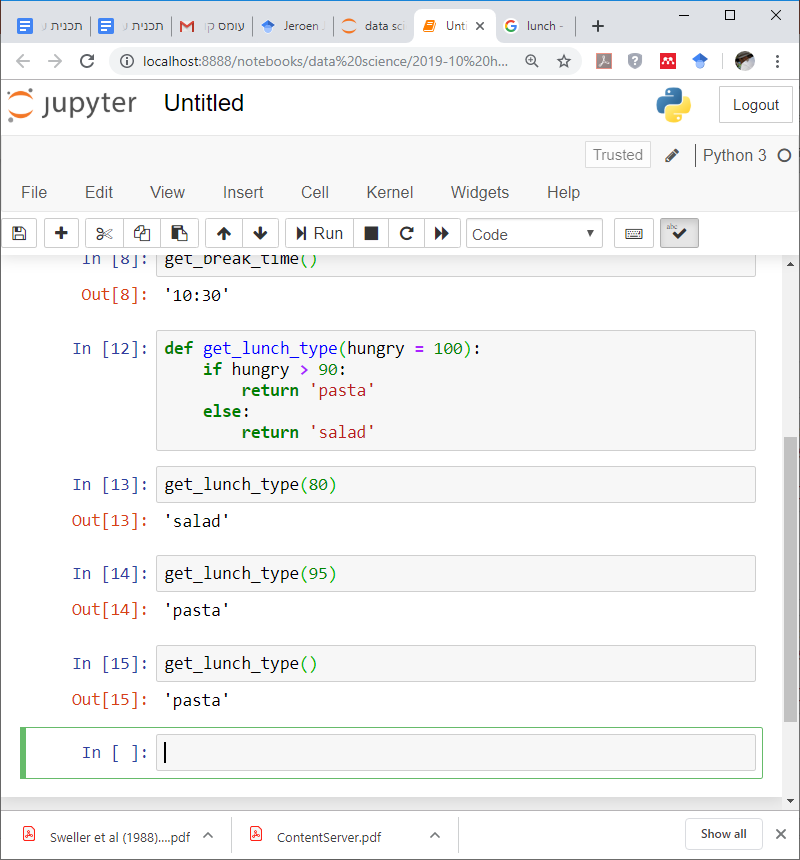 תכנית ע
תכנית ע
עומס קו
Jeroen J
data sci
Unti
lunch -
localhost:8888/notebooks/data%20science/2019-10%20h...
jupyter Untitled
Logout
Trusted
Python 3
File Edit View Insert Cell Kernel Widgets Help
Run
Code
abc
In [8]: get_break_time()
Out[8]: '10:30'
In [12]: def get_lunch_type(hungry = 100):
if hungry > 90:
return 'pasta'
else:
return 'salad'
In [13]: get_lunch_type(80)
Out[13]: 'salad'
In [14]: get_lunch_type(95)
Out[14]: 'pasta'
In [15]: get_lunch_type()
Out[15]: 'pasta'
In [ ]:
Sweller et al (1988)....pdf
ContentServer.pdf
Show all